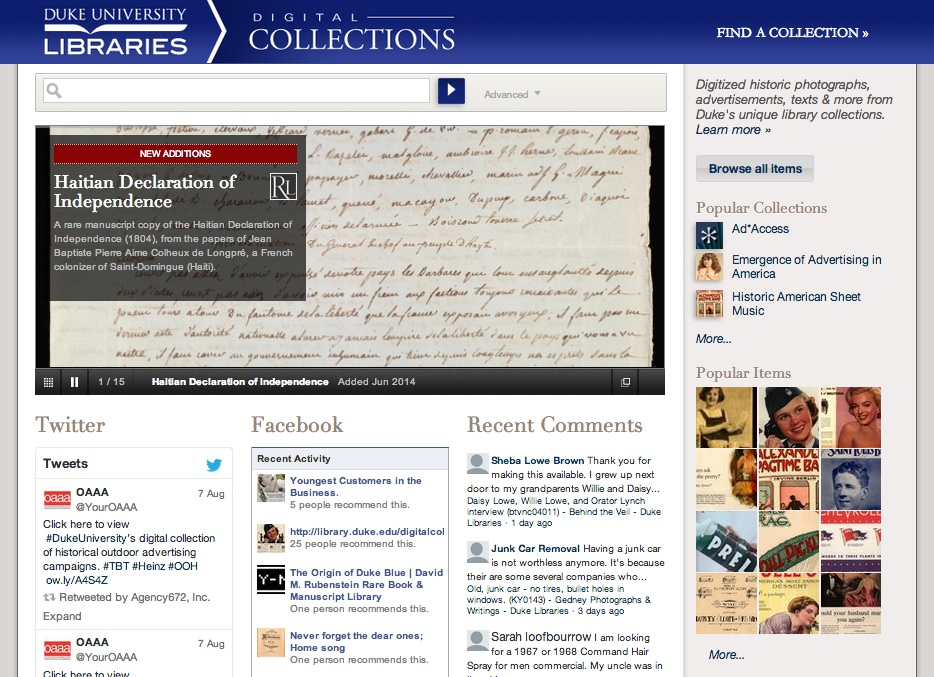 DUKE UNIVERSITY
LIBRARIES
DIGITAL
COLLECTIONS
FIND A COLLECTION »
Advanced
NEW ADDITIONS
Haitian Declaration of
Independence
RL
A rare manuscript copy of the Haitian Declaration of
Independence (1804), from the papers of Jean
Baptiste Pierre Aime Colheux de Longpré, a French
colonizer of Saint-Domingue (Haiti).
1 / 15
Haitian Declaration of Independence Added Jun 2014
Twitter
Tweets
OAAA
7 Aug
@YourOAAA
Click here to view
#DukeUniversity's digital collection
of historical outdoor advertising
campaigns. #TBT #Heinz #OOH
ow.ly/A4S4Z
Retweeted by Agency672, Inc.
Expand
OAAA
7 Aug
@YourOAAA
Click here to view
Facebook
Recent Activity
Youngest Customers in the
Business.
5 people recommend this.
http://library.duke.edu/digitalcol
25 people recommend this.
The Origin of Duke Blue | David
M. Rubenstein Rare Book &
Manuscript Library
One person recommends this.
Never forget the dear ones;
Home song
One person recommends this.
Recent Comments
Sheba Lowe Brown Thank you for
making this available. I grew up next
door to my grandparents Willie and Daisy...
Daisy Lowe, Willie Lowe, and Orator Lynch
interview (btvnc04011) - Behind the Veil - Duke
Libraries · 1 day ago
Junk Car Removal Having a junk car
is not worthless anymore. It's because
their are some several companies who...
Old, junk car - no tires, bullet holes in
windows. (KY0143) - Gedney Photographs &
Writings - Duke Libraries · 3 days ago
Sarah loofbourrow I am looking
for a 1967 or 1968 Command Hair
Spray for men commercial. My uncle was in
Digitized historic photographs,
advertisements, texts & more from
Duke's unique library collections.
Learn more »
Browse all items
Popular Collections
Ad*Access
Emergence of Advertising in
America
Historic American Sheet
Music
More...
Popular Items
More...